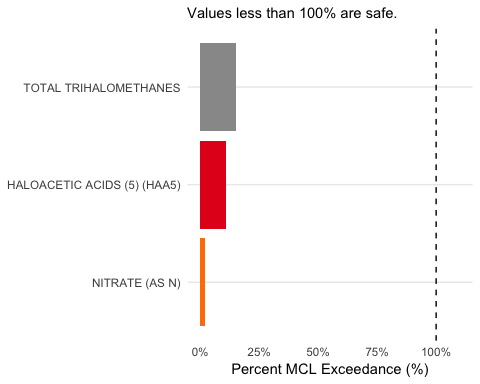 Values less than 100% are safe.
TOTAL TRIHALOMETHANES
HALOACETIC ACIDS (5) (HAA5)
NITRATE (AS N)
0% 25% 50% 75% 100%
Percent MCL Exceedance (%)